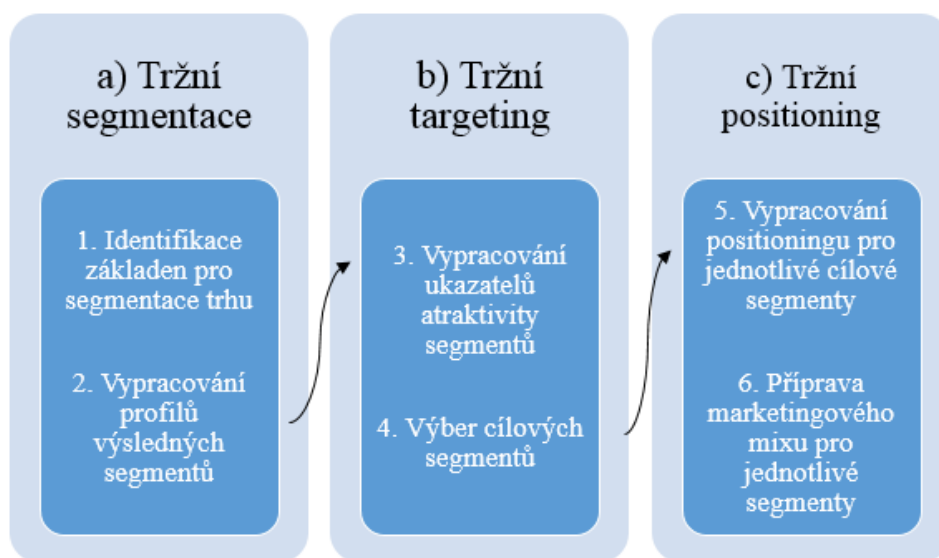 a) Tržní
segmentace
1. Identifikace
základen pro
segmentace trhu
2. Vypracování
profilů
výsledných
segmentů
b) Tržní
targeting
3. Vypracování
ukazatelů
atraktivity
segmentů
4. Výber cílových
segmentů
c) Tržní
positioning
5. Vypracování
positioningu pro
jednotlivé cílové
segmenty
6. Příprava
marketingového
mixu pro
jednotlivé
segmenty